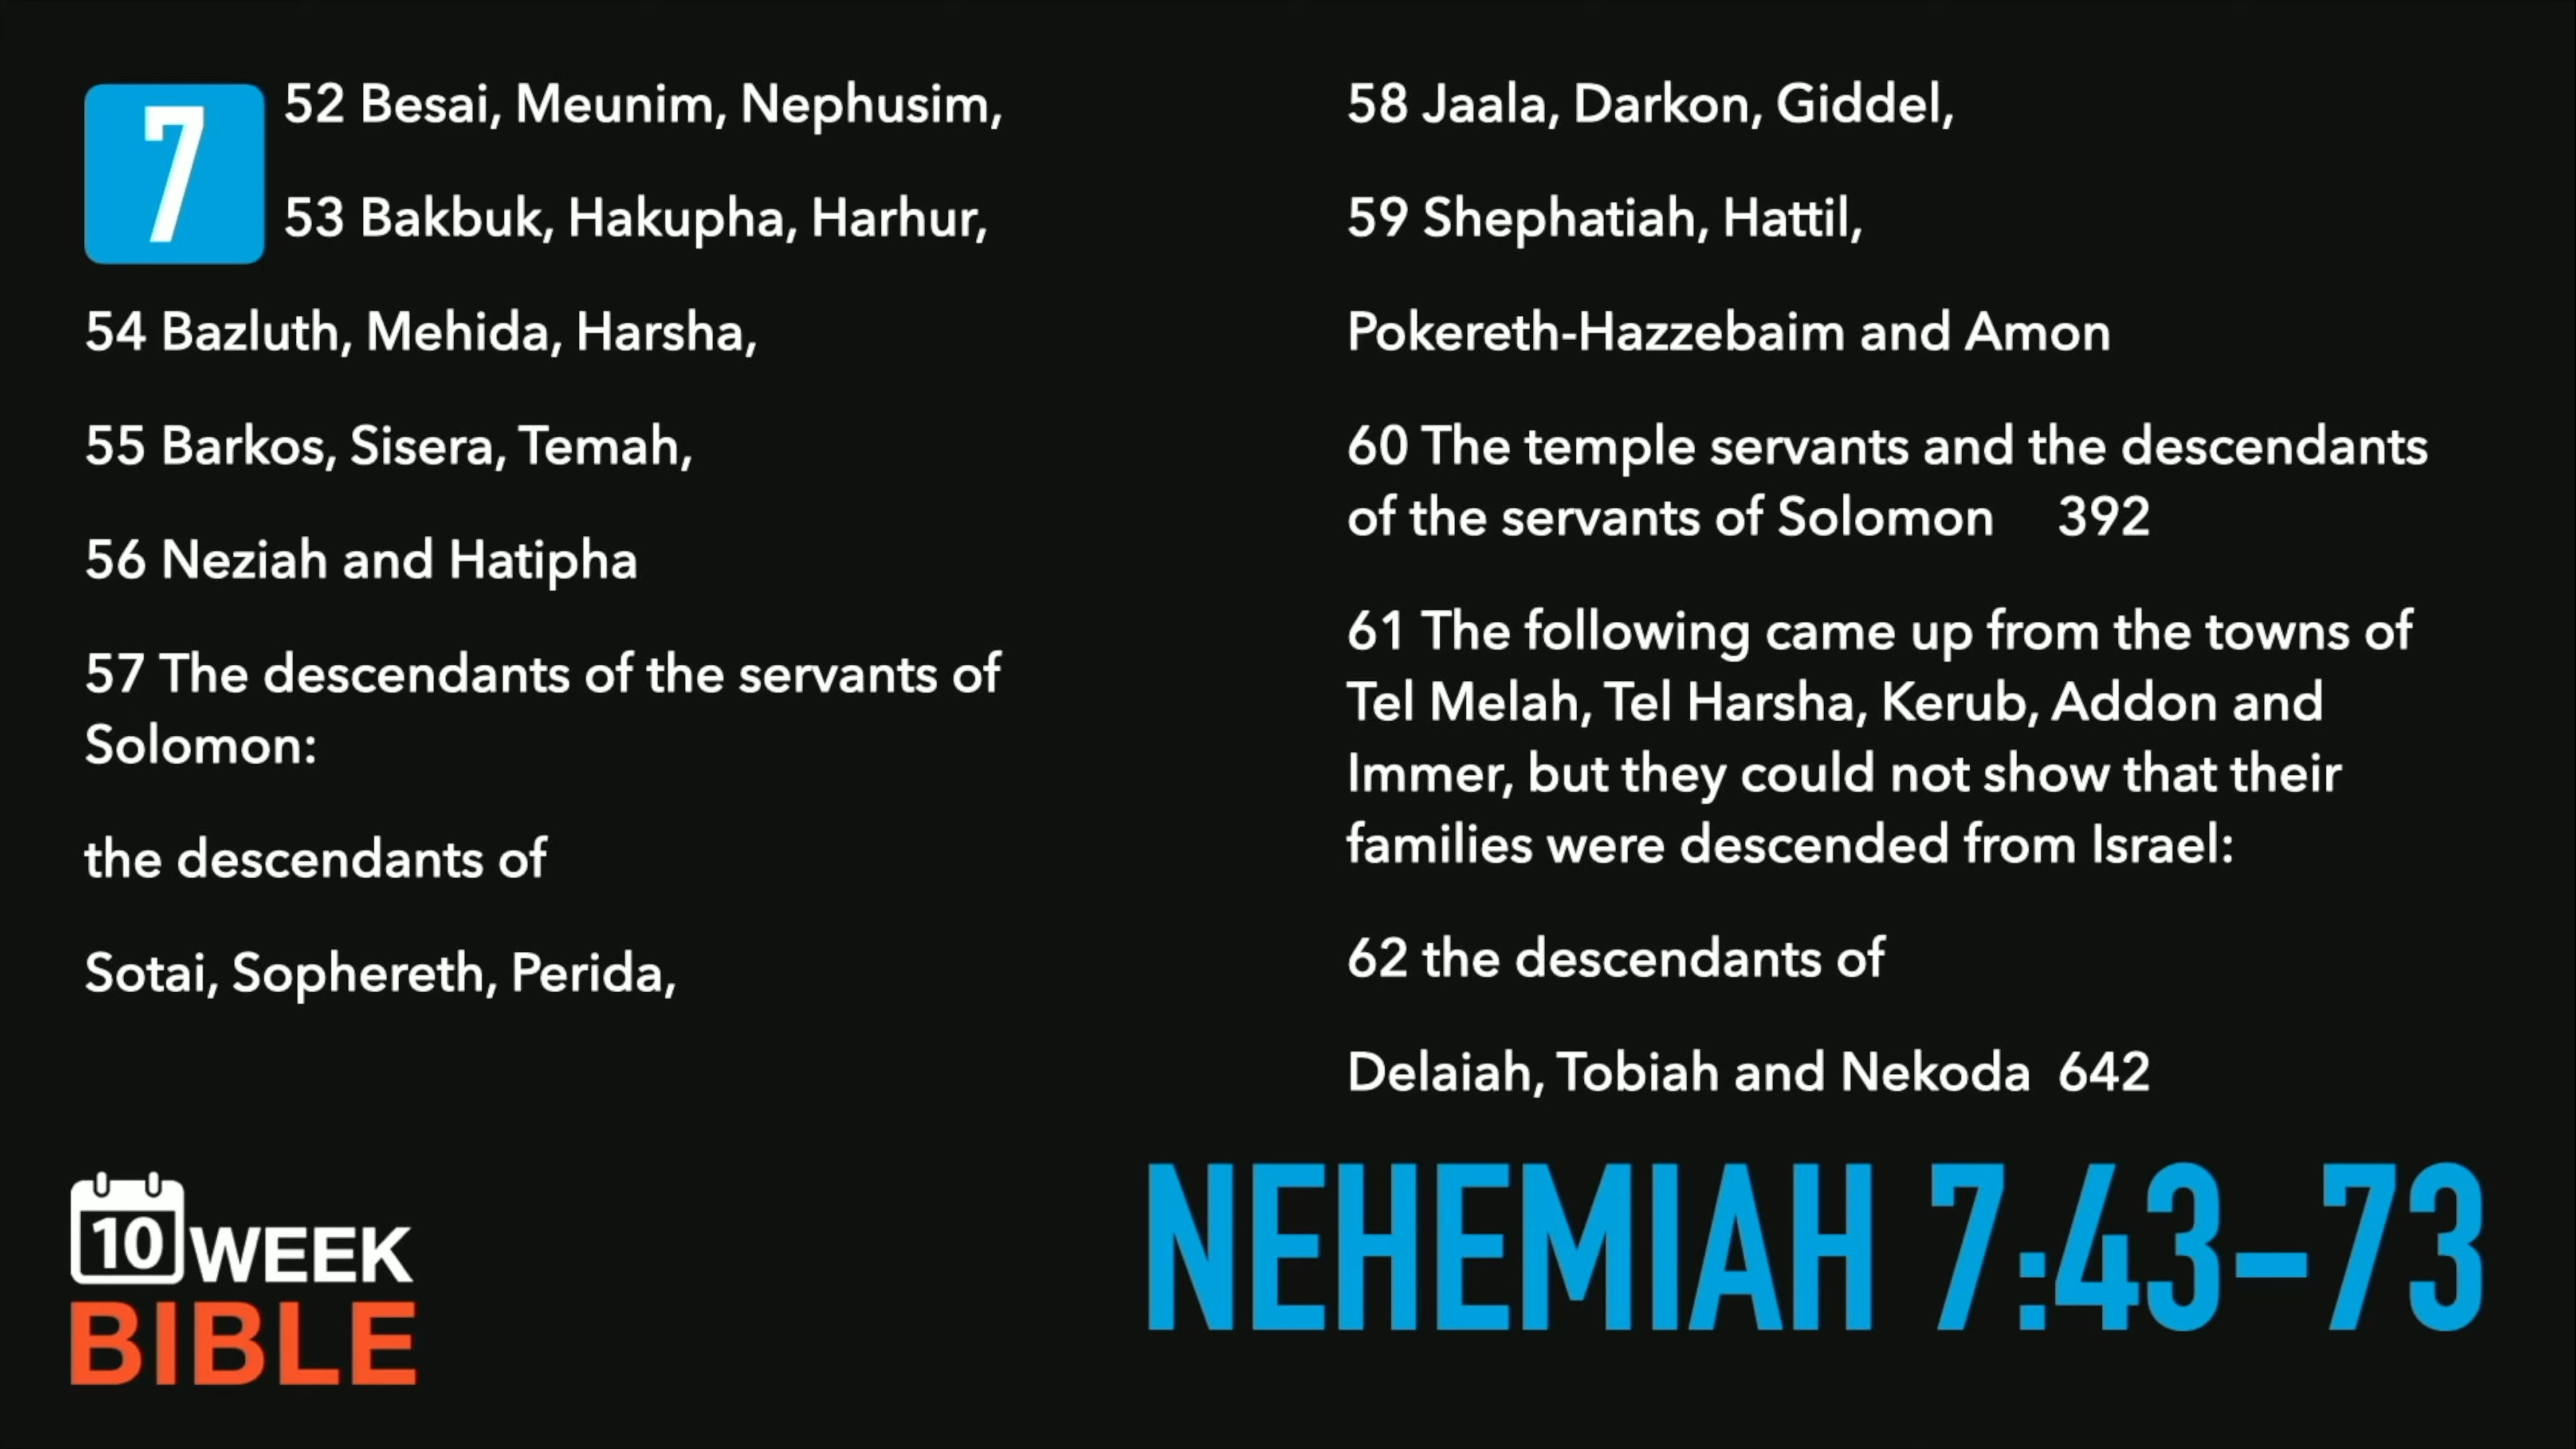 7
52 Besai, Meunim, Nephusim,
53 Bakbuk, Hakupha, Harhur,
54 Bazluth, Mehida, Harsha,
55 Barkos, Sisera, Temah,
56 Neziah and Hatipha
57 The descendants of the servants of
Solomon:
the descendants of
Sotai, Sophereth, Perida,
58 Jaala, Darkon, Giddel,
59 Shephatiah, Hattil,
Pokereth-Hazzebaim and Amon
60 The temple servants and the descendants
of the servants of Solomon 392
61 The following came up from the towns of
Tel Melah, Tel Harsha, Kerub, Addon and
Immer, but they could not show that their
families were descended from Israel:
62 the descendants of
Delaiah, Tobiah and Nekoda 642
10 WEEK
BIBLE
NEHEMIAH 7:43–73